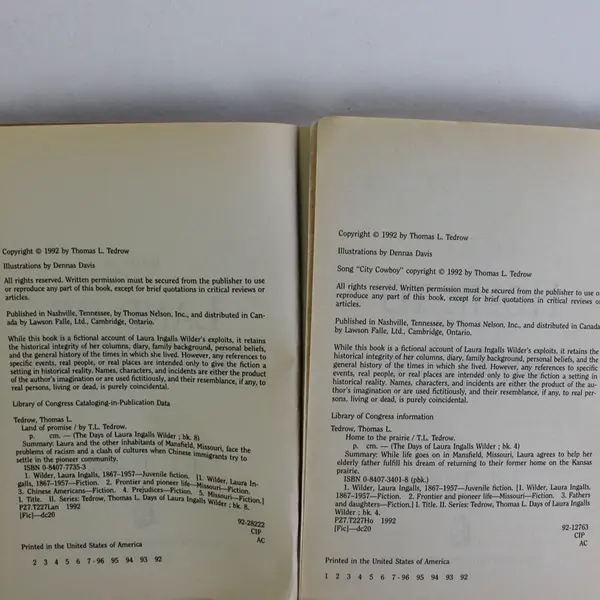 Copyright © 1992 by Thomas L. Tedrow
Illustrations by Dennas Davis
All rights reserved. Written permission must be secured from the publisher to use
or reproduce any part of this book, except for brief quotations in critical reviews or
articles.
Published in Nashville, Tennessee, by Thomas Nelson, Inc., and distributed in Can-
ada by Lawson Falle, Ltd., Cambridge, Ontario.
While this book is a fictional account of Laura Ingalls Wilder's exploits, it retains
the historical integrity of her columns, diary, family background, personal beliefs,
and the general history of the times in which she lived. However, any references to
specific events, real people, or real places are intended only to give the fiction a
setting in historical reality. Names, characters, and incidents are either the product
of the author's imagination or are used fictitiously, and their resemblance, if any, to
real persons, living or dead, is purely coincidental.
Library of Congress Cataloging-in-Publication Data
Tedrow, Thomas L.
Land of promise / by T.L. Tedrow.
p. cm. — (The Days of Laura Ingalls Wilder ; bk. 8)
Summary: Laura and the other inhabitants of Mansfield, Missouri, face the
problems of racism and a clash of cultures when Chinese immigrants try to
settle in the pioneer community.
ISBN 0-8407-7735-3
1. Wilder, Laura Ingalls, 1867–1957—Juvenile fiction. [1. Wilder, Laura In-
galls, 1867–1957—Fiction. 2. Frontier and pioneer life—Missouri—Fiction.
3. Chinese Americans—Fiction. 4. Prejudices—Fiction. 5. Missouri—Fiction.]
I. Title. II. Series: Tedrow, Thomas L. Days of Laura Ingalls Wilder ; bk. 8.
PZ7.T227Lan 1992
[Fic]—dc20
92-28222
CIP
AC
Printed in the United States of America
2 3 4 5 6 7 - 96 95 94 93 92
Copyright © 1992 by Thomas L. Tedrow
Illustrations by Dennas Davis
Song "City Cowboy" copyright © 1992 by Thomas L. Tedrow
All rights reserved. Written permission must be secured from the publisher to use o
reproduce any part of this book, except for brief quotations in critical reviews o
articles.
Published in Nashville, Tennessee, by Thomas Nelson, Inc., and distributed in Canada
by Lawson Falle, Ltd., Cambridge, Ontario.
While this book is a fictional account of Laura Ingalls Wilder's exploits, it retains the
historical integrity of her columns, diary, family background, personal beliefs, and the
general history of the times in which she lived. However, any references to specific
events, real people, or real places are intended only to give the fiction a setting in
historical reality. Names, characters, and incidents are either the product of the au-
thor's imagination or are used fictitiously, and their resemblance, if any, to real per-
sons, living or dead, is purely coincidental.
Library of Congress information
Tedrow, Thomas L.
Home to the prairie / T.L. Tedrow.
p. cm. — (The Days of Laura Ingalls Wilder ; bk. 4)
Summary: While life goes on in Mansfield, Missouri, Laura agrees to help her
elderly father fulfill his dream of returning to their former home on the Kansas
prairie.
ISBN 0-8407-3401-8 (pbk.)
1. Wilder, Laura Ingalls, 1867–1957—Juvenile fiction. [1. Wilder, Laura Ingalls,
1867–1957—Fiction. 2. Frontier and pioneer life—Missouri—Fiction. 3. Fathers
and daughters—Fiction.] I. Title. II. Series: Tedrow, Thomas L. Days of Laura Ingalls
Wilder ; bk. 4.
PZ7.T227Ho 1992
[Fic]—dc20
92-12763
CIP
AC
Printed in the United States of America
1 2 3 4 5 6 7 - 96 95 94 93 92